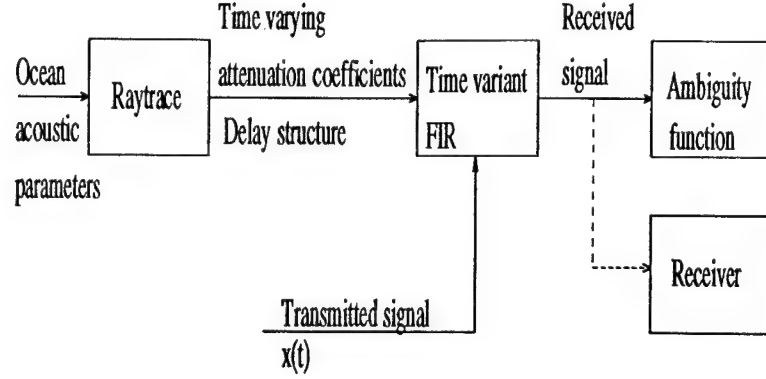 Ocean
acoustic
parameters
Raytrace
Time varying
attenuation coefficients
Delay structure
Time variant
FIR
Received
signal
Ambiguity
function
Receiver
Transmitted signal
x(t)